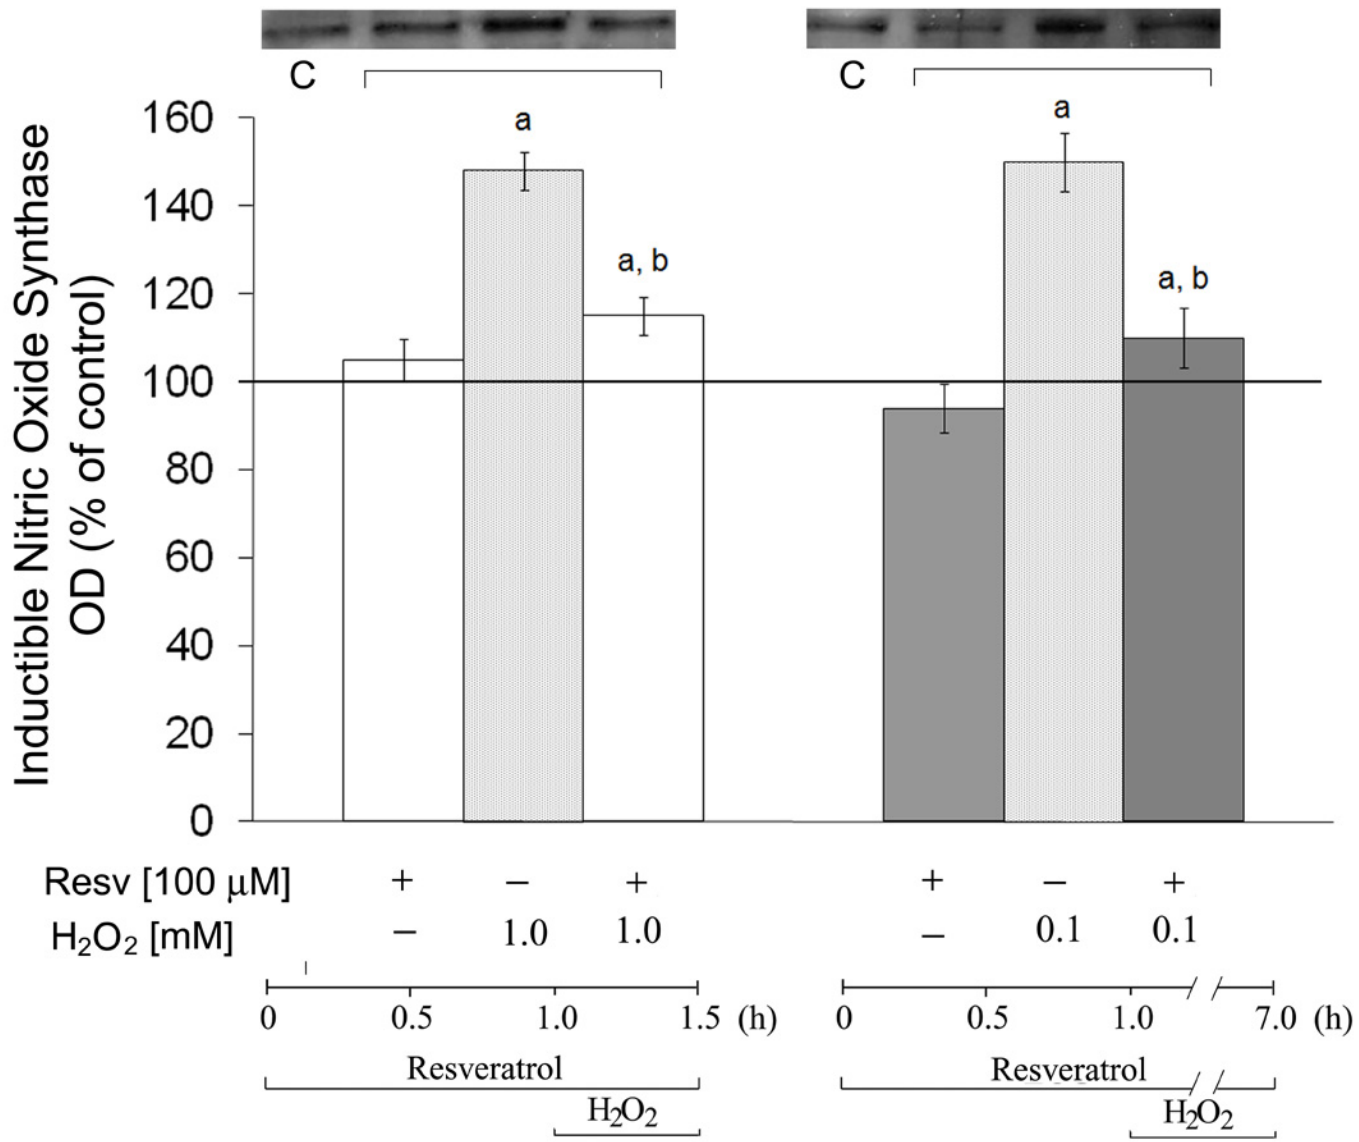 C
C
160
140
120
100
80
60
40
20
0
Inductible Nitric Oxide Synthase
OD (% of control)
a
a, b
a
a, b
Resv [100 μM] + – + + – +
H₂O₂ [mM] – 1.0 1.0 – 0.1 0.1
0 0.5 1.0 1.5 (h)
0 0.5 1.0 7.0 (h)
Resveratrol
Resveratrol
H₂O₂
H₂O₂